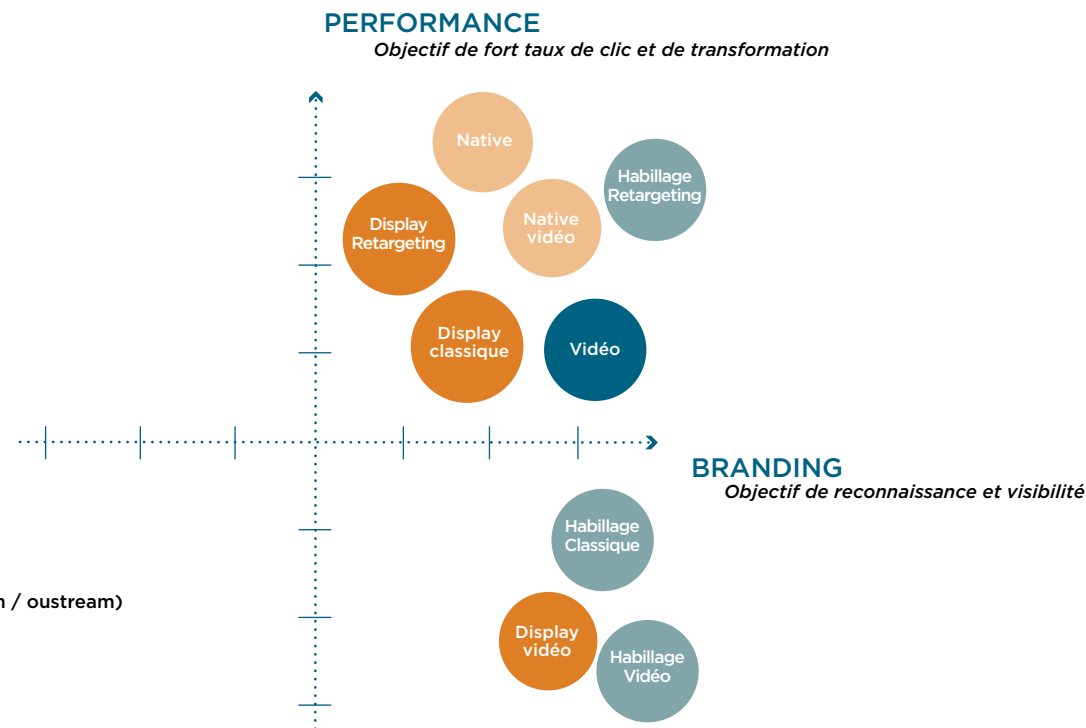 PERFORMANCE
Objectif de fort taux de clic et de transformation
Native
Habillage
Retargeting
Display
Retargeting
Native
vidéo
Display
classique
Vidéo
BRANDING
Objectif de reconnaissance et visibilité
Habillage
Classique
/ oustream)
Display
vidéo
Habillage
Vidéo